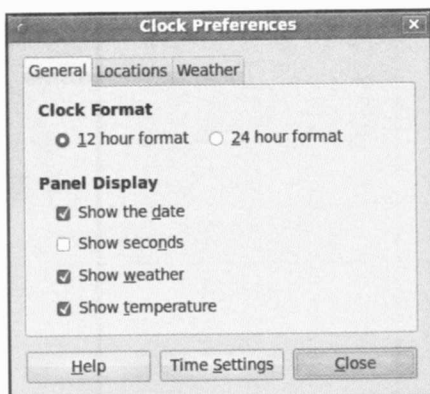 Clock Preferences
General Locations Weather
Clock Format
12 hour format 24 hour format
Panel Display
Show the date
Show seconds
Show weather
Show temperature
Help Time Settings Close